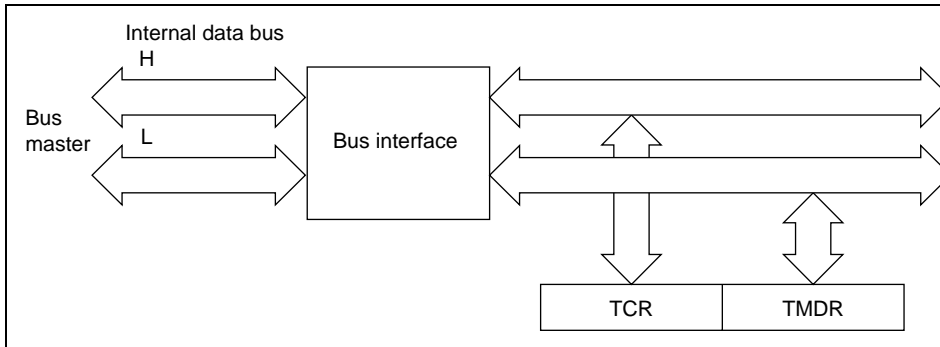 Internal data bus
H
Bus
master
L
Bus interface
TCR
TMDR